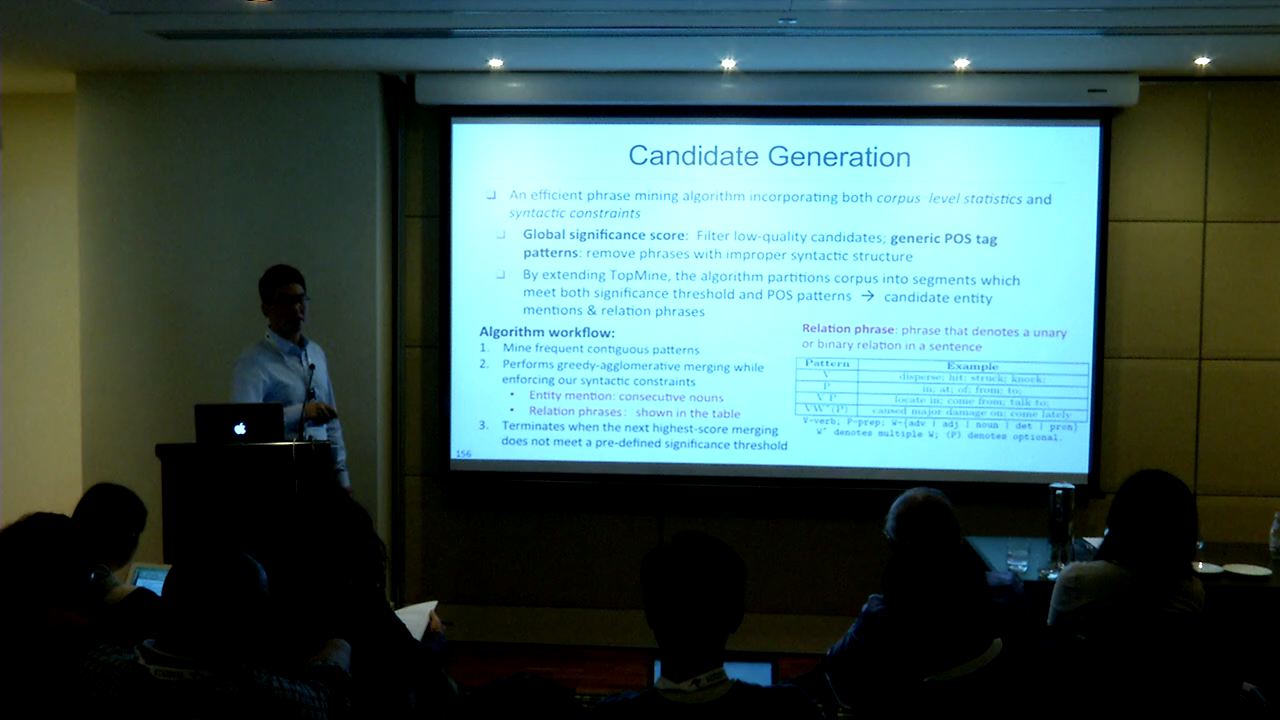 Candidate Generation
An efficient phrase mining algorithm incorporating both corpus level statistics and
syntactic constraints
Global significance score: Filter low-quality candidates; generic POS tag
patterns: remove phrases with improper syntactic structure
By extending TopMine, the algorithm partitions corpus into segments which
meet both significance threshold and POS patterns → candidate entity
mentions & relation phrases
Algorithm workflow:
1. Mine frequent contiguous patterns
2. Performs greedy-agglomerative merging while
enforcing our syntactic constraints
• Entity mention: consecutive nouns
• Relation phrases: shown in the table
3. Terminates when the next highest-score merging
does not meet a pre-defined significance threshold
Relation phrase: phrase that denotes a unary
or binary relation in a sentence
Pattern Example
V disperse; hit; struck; knock;
P in; at; of; from; to;
V P locate in; come from; talk to;
VW*(P) caused major damage on; come lately
V-verb; P-prep; W-{adv | adj | noun | det | pron}
W* denotes multiple W; (P) denotes optional.
156